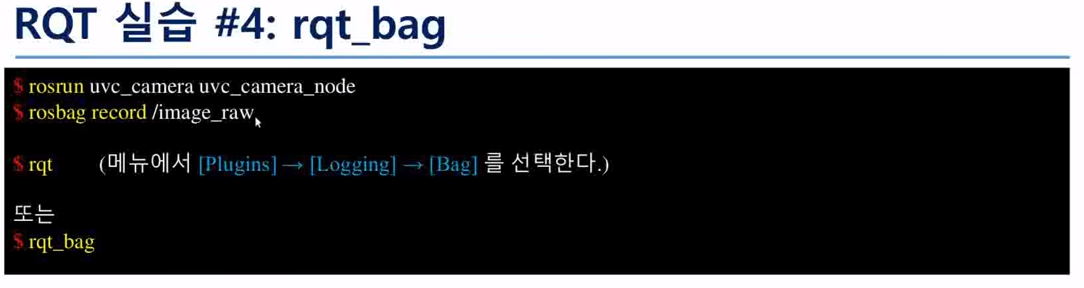 RQT 실습 #4: rqt_bag
$ rosrun uvc_camera uvc_camera_node
$ rosbag record /image_raw
$ rqt (메뉴에서 [Plugins] → [Logging] → [Bag] 를 선택한다.)
또는
$ rqt_bag